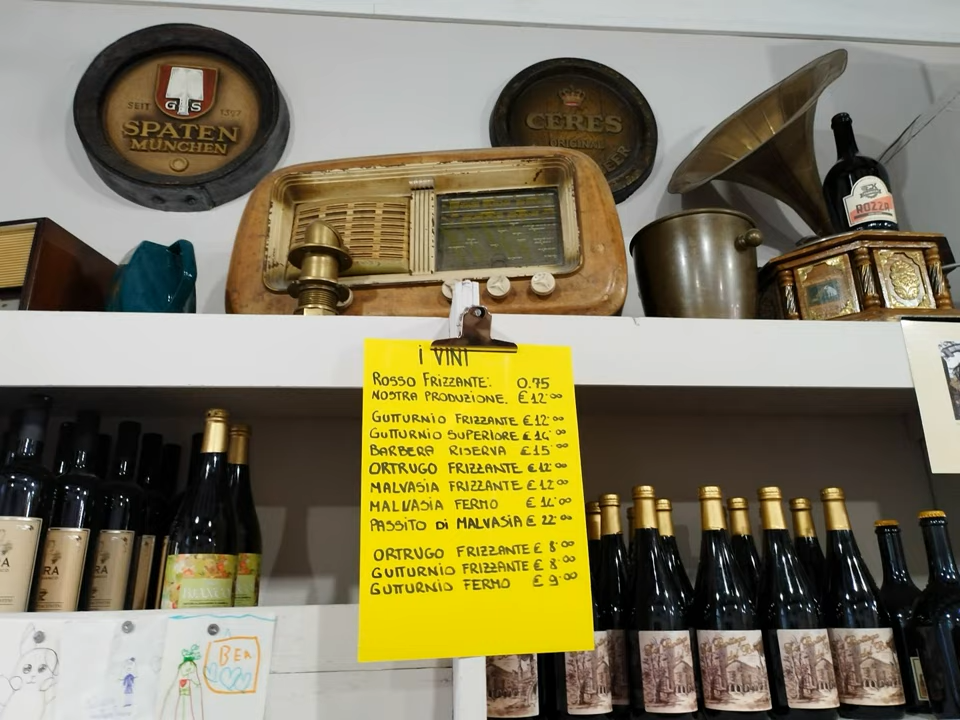 SEIT 1397
G S
SPATEN
MÜNCHEN
CERES
ORIGINAL
ROZZA
i VINI
ROSSO FRIZZANTE: 0.75
NOSTRA PRODUZIONE. €12.00
GUTTURNIO FRIZZANTE €12.00
GUTTURNIO SUPERIORE €14.00
BARBERA RISERVA €15.00
ORTRUGO FRIZZANTE €12.00
MALVASIA FRIZZANTE €12.00
MALVASIA FERMO €14.00
PASSITO Di MALVASIA €22.00
ORTRUGO FRIZZANTE € 8.00
GUTTURNIO FRIZZANTE € 8.00
GUTTURNIO FERMO € 9.00
RA
RA
BEA